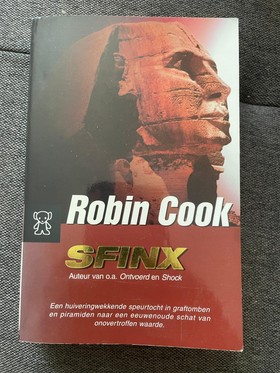 Robin Cook
SFINX
Auteur van o.a. Ontvoerd en Shock
Een huiveringwekkende speurtocht in graftomben
en piramiden naar een eeuwenoude schat van
onovertroffen waarde.